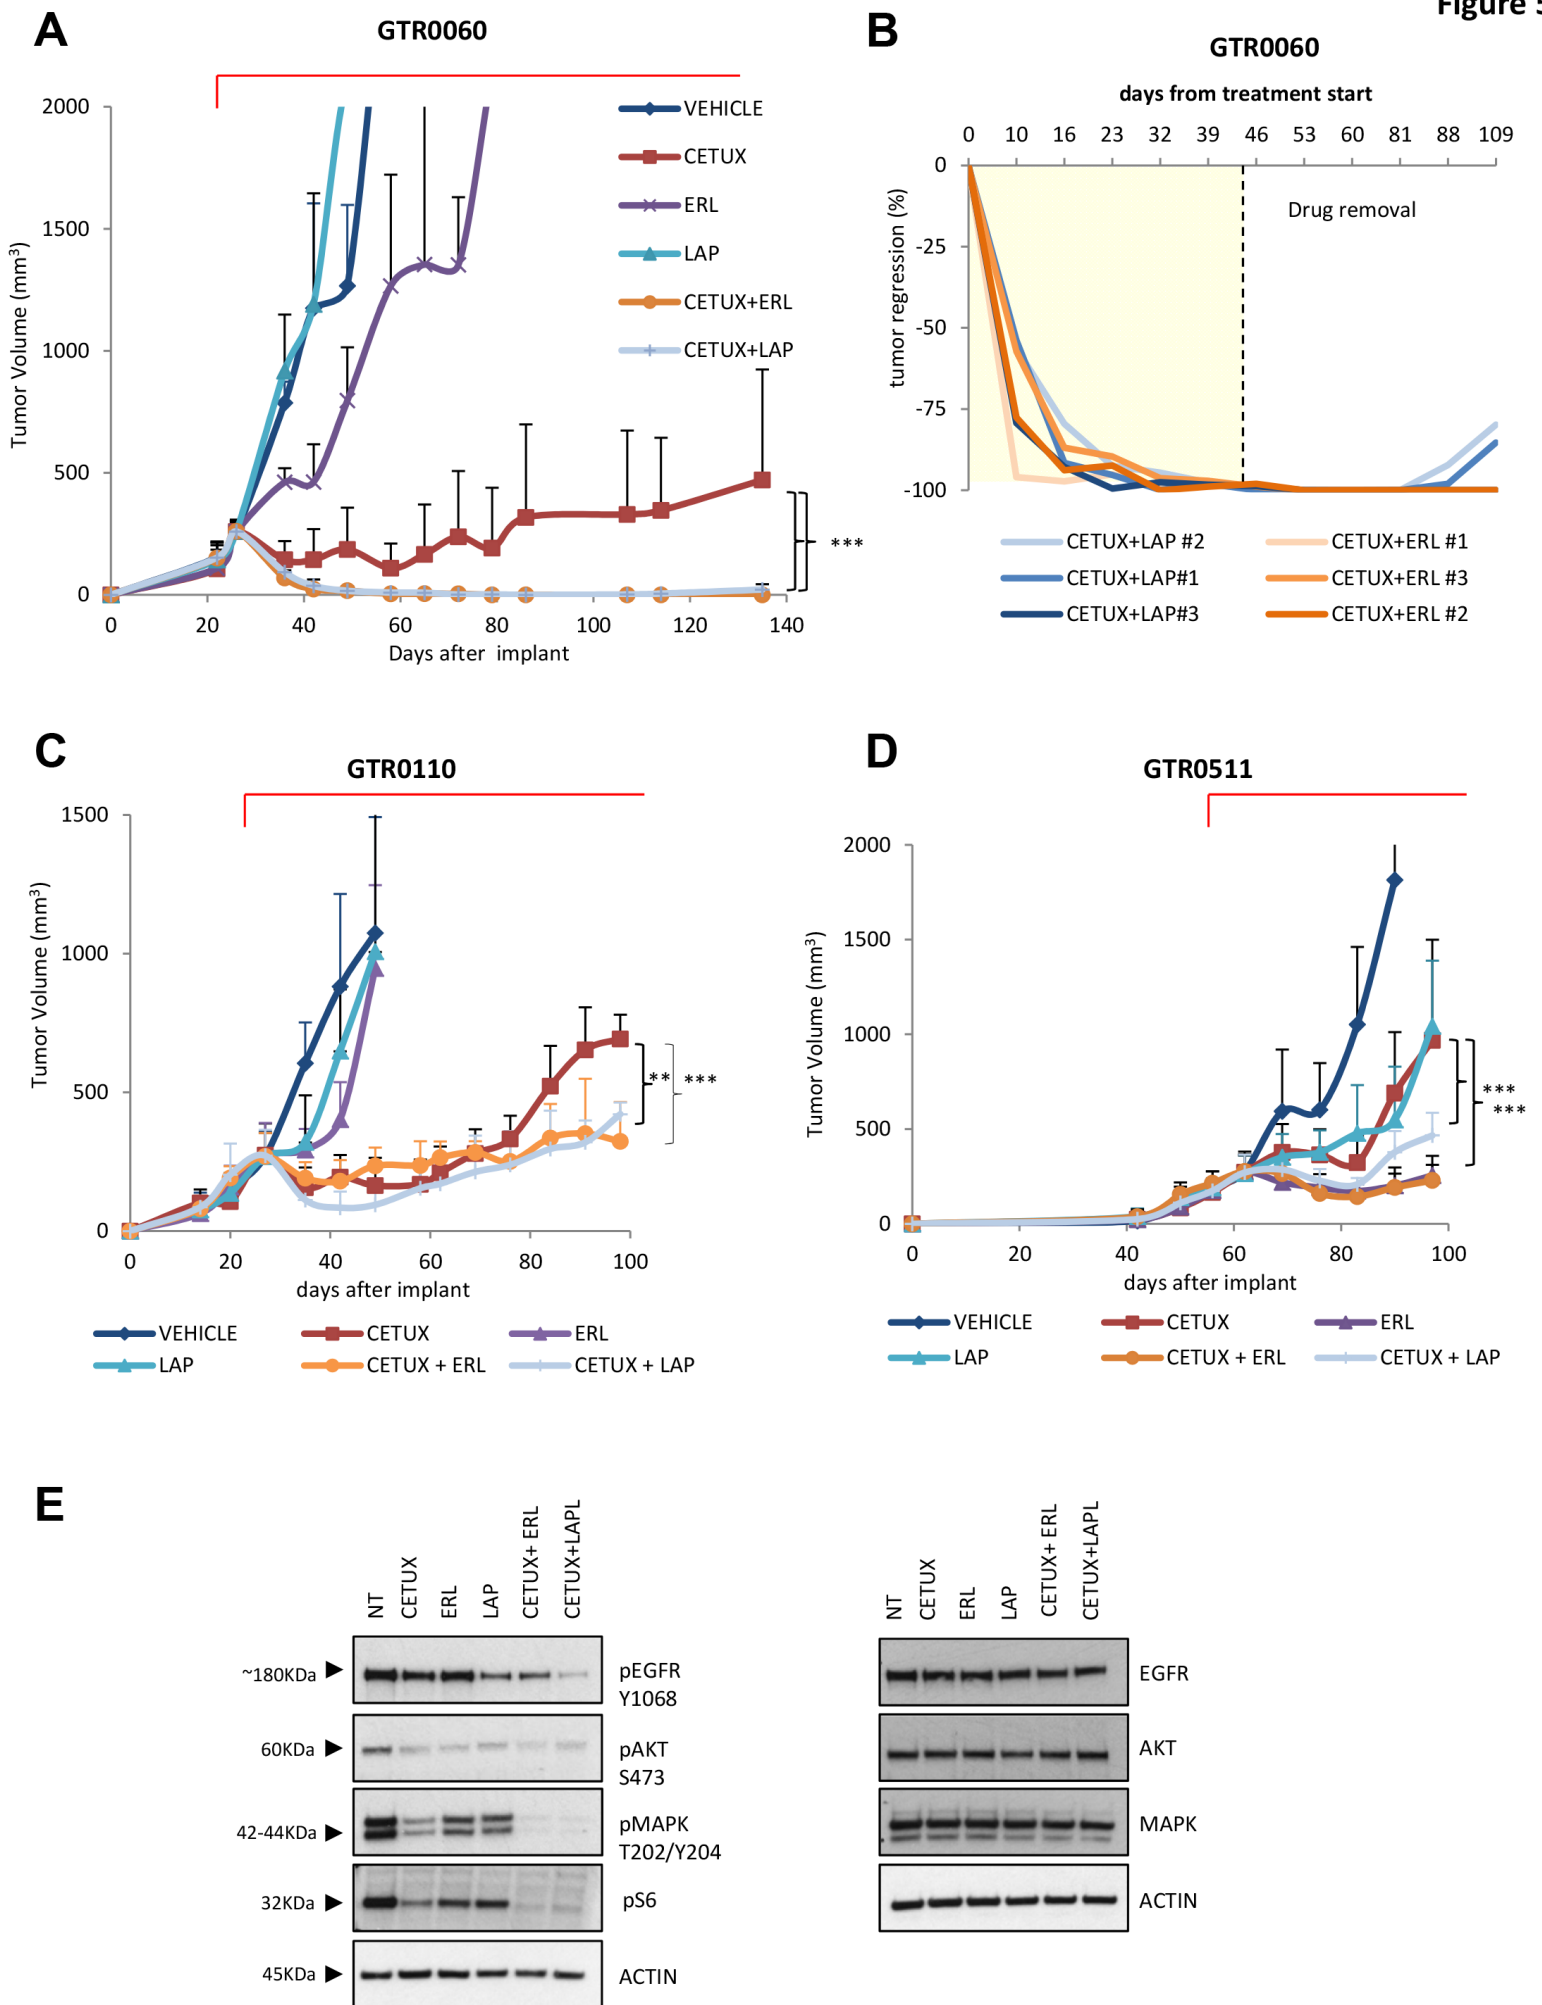 Figure 5
A
GTR0060
2000
1500
1000
500
0
0 20 40 60 80 100 120 140
Tumor Volume (mm³)
Days after implant
VEHICLE
CETUX
ERL
LAP
CETUX+ERL
CETUX+LAP
***
B
GTR0060
days from treatment start
0 10 16 23 32 39 46 53 60 81 88 109
0
-25
-50
-75
-100
tumor regression (%)
Drug removal
CETUX+LAP #2 CETUX+ERL #1
CETUX+LAP#1 CETUX+ERL #3
CETUX+LAP#3 CETUX+ERL #2
C
GTR0110
1500
1000
500
0
0 20 40 60 80 100
Tumor Volume (mm³)
days after implant
** ***
VEHICLE CETUX ERL
LAP CETUX + ERL CETUX + LAP
D
GTR0511
2000
1500
1000
500
0
0 20 40 60 80 100
Tumor Volume (mm³)
days after implant
***
***
VEHICLE CETUX ERL
LAP CETUX + ERL CETUX + LAP
E
NT CETUX ERL LAP CETUX+ ERL CETUX+LAPL
~180KDa pEGFR
Y1068
60KDa pAKT
S473
42-44KDa pMAPK
T202/Y204
32KDa pS6
45KDa ACTIN
NT CETUX ERL LAP CETUX+ ERL CETUX+LAPL
EGFR
AKT
MAPK
ACTIN